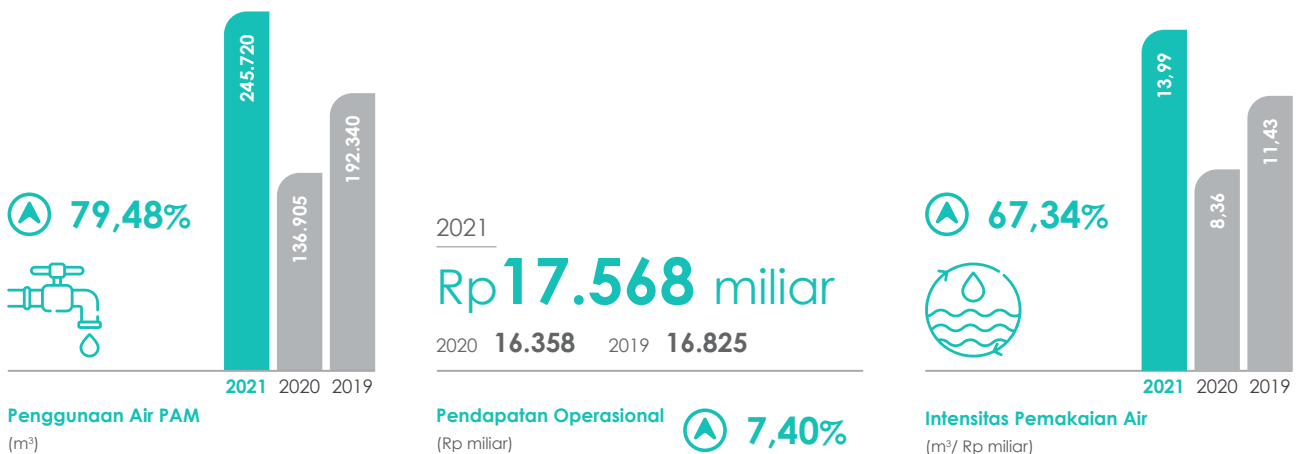 245.720
136.905
192.340
79,48%
2021 2020 2019
Penggunaan Air PAM
(m³)
2021
Rp17.568 miliar
2020 16.358 2019 16.825
Pendapatan Operasional
(Rp miliar)
7,40%
13,99
8,36
11,43
67,34%
2021 2020 2019
Intensitas Pemakaian Air
(m³/ Rp miliar)